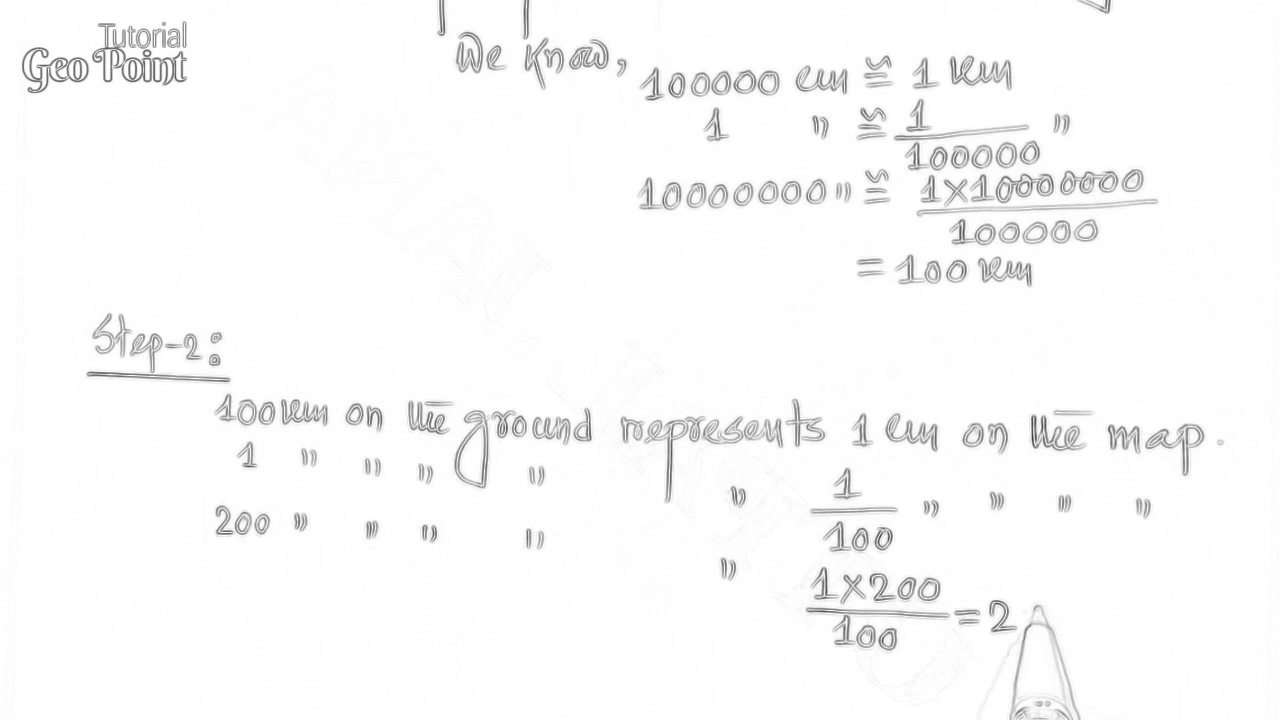 Tutorial
Geo Point
We know,
100000 cm ≅ 1 km
1 " ≅ 1/100000 "
10000000 " ≅ 1×10000000/100000
= 100 km
Step-2:
100 km on the ground represents 1 cm on the map.
1 " " " " " 1/100 " " " "
200 " " " " " 1×200/100 = 2